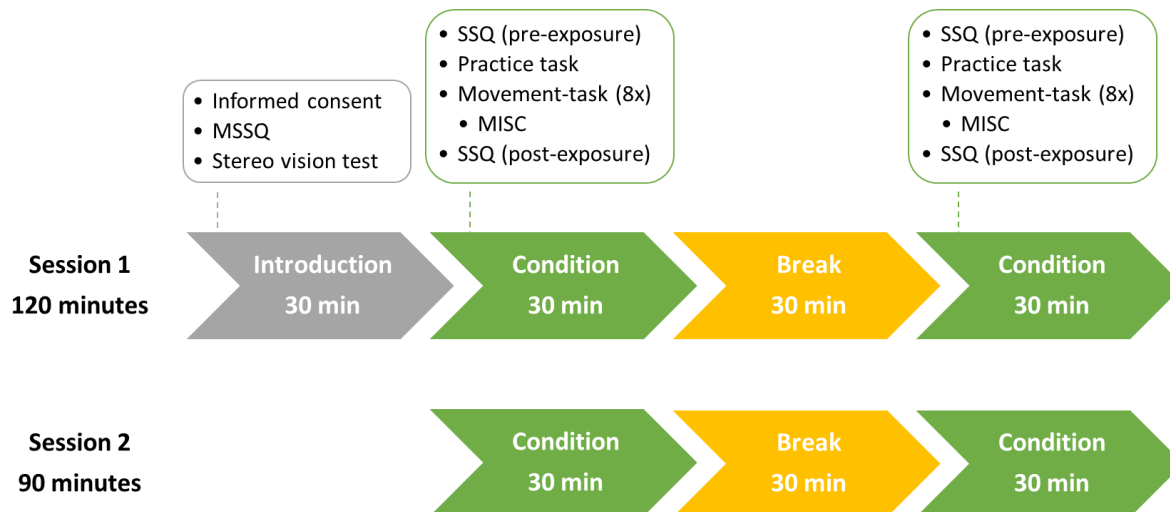 • Informed consent
• MSSQ
• Stereo vision test
• SSQ (pre-exposure)
• Practice task
• Movement-task (8x)
• MISC
• SSQ (post-exposure)
• SSQ (pre-exposure)
• Practice task
• Movement-task (8x)
• MISC
• SSQ (post-exposure)
Session 1
120 minutes
Introduction
30 min
Condition
30 min
Break
30 min
Condition
30 min
Session 2
90 minutes
Condition
30 min
Break
30 min
Condition
30 min